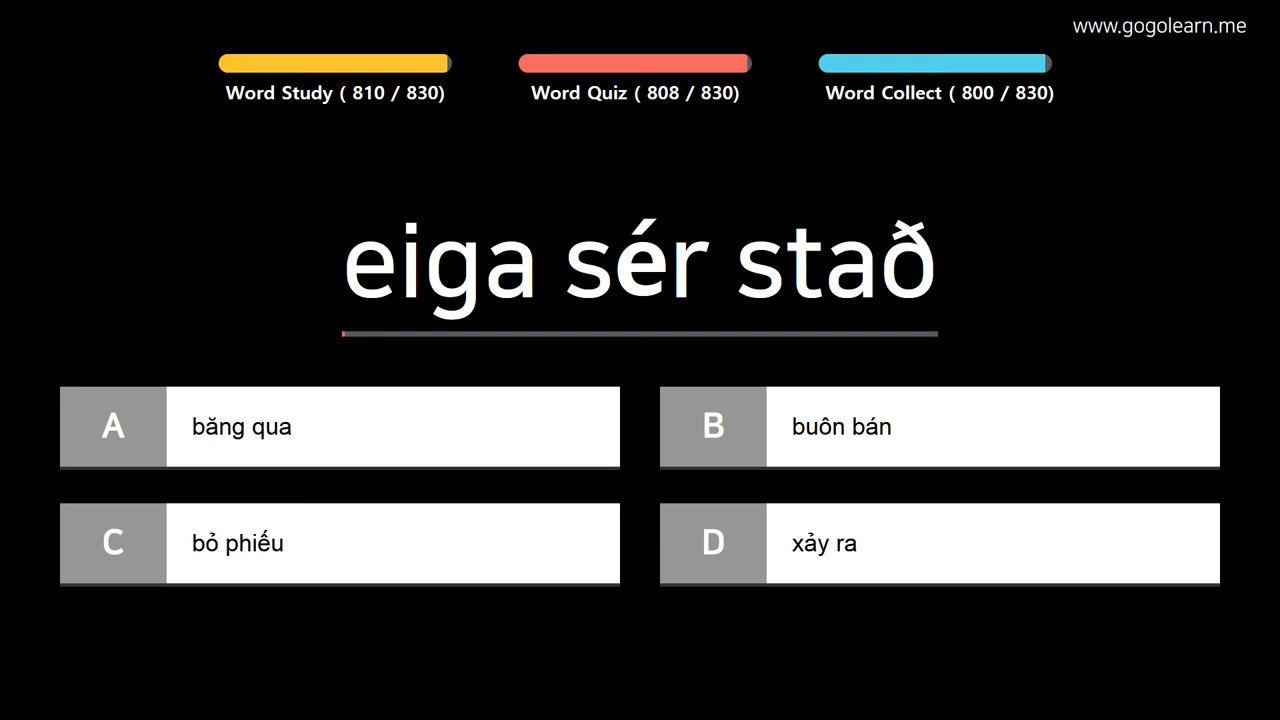 www.gogolearn.me
Word Study ( 810 / 830)
Word Quiz ( 808 / 830)
Word Collect ( 800 / 830)
eiga sér stað
A băng qua
B buôn bán
C bỏ phiếu
D xảy ra